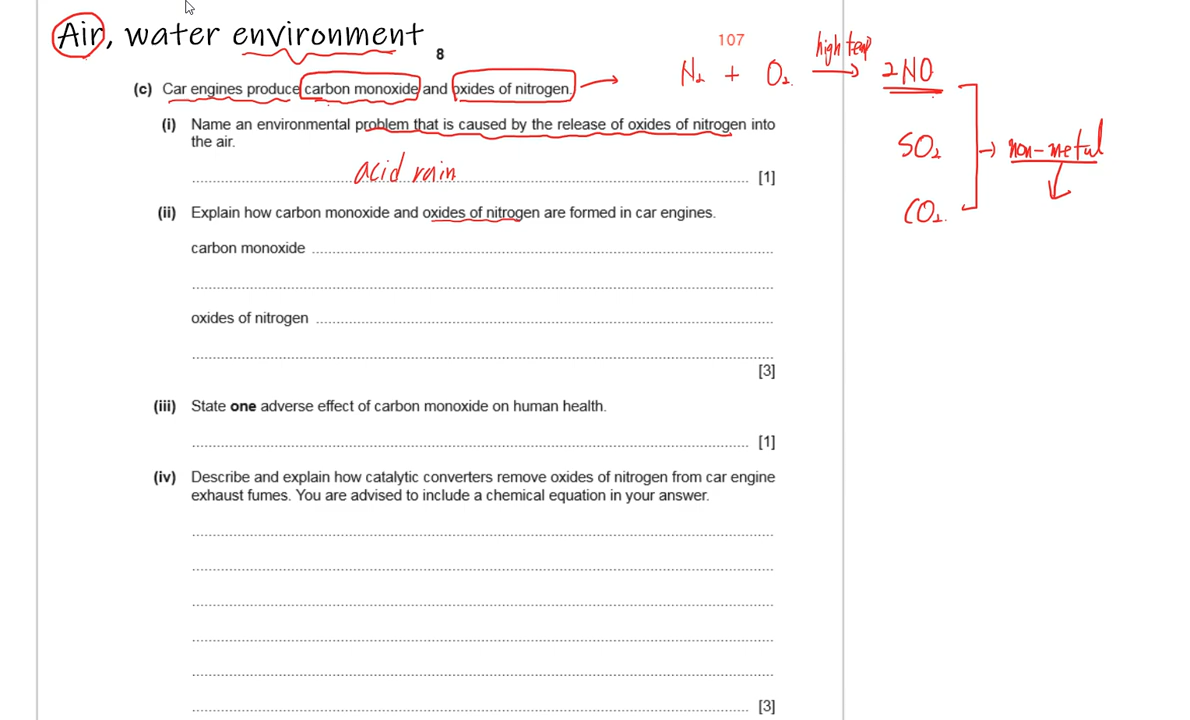 Air, water environment
8
107
(c) Car engines produce carbon monoxide and oxides of nitrogen.
N₂ + O₂ high temp → 2NO
SO₂
CO₂
→ non-metal
(i) Name an environmental problem that is caused by the release of oxides of nitrogen into
the air.
acid rain [1]
(ii) Explain how carbon monoxide and oxides of nitrogen are formed in car engines.
carbon monoxide
oxides of nitrogen
[3]
(iii) State one adverse effect of carbon monoxide on human health.
[1]
(iv) Describe and explain how catalytic converters remove oxides of nitrogen from car engine
exhaust fumes. You are advised to include a chemical equation in your answer.
[3]